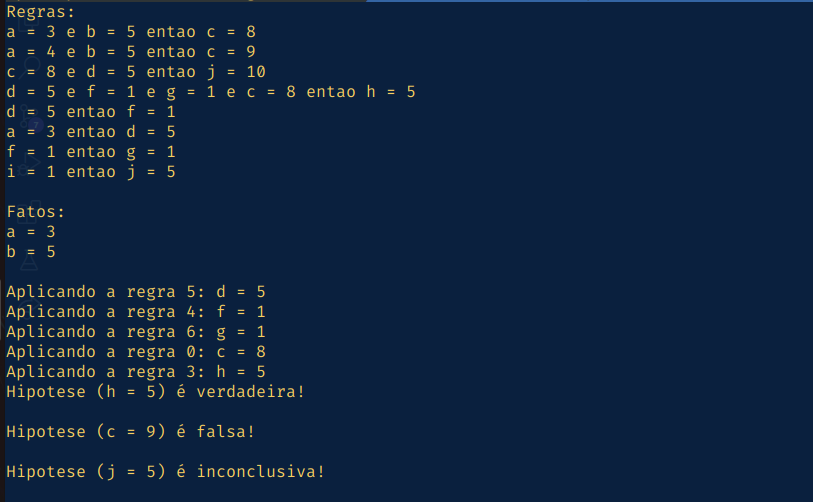 Regras:
a = 3 e b = 5 entao c = 8
a = 4 e b = 5 entao c = 9
c = 8 e d = 5 entao j = 10
d = 5 e f = 1 e g = 1 e c = 8 entao h = 5
d = 5 entao f = 1
a = 3 entao d = 5
f = 1 entao g = 1
i = 1 entao j = 5
Fatos:
a = 3
b = 5
Aplicando a regra 5: d = 5
Aplicando a regra 4: f = 1
Aplicando a regra 6: g = 1
Aplicando a regra 0: c = 8
Aplicando a regra 3: h = 5
Hipotese (h = 5) é verdadeira!
Hipotese (c = 9) é falsa!
Hipotese (j = 5) é inconclusiva!